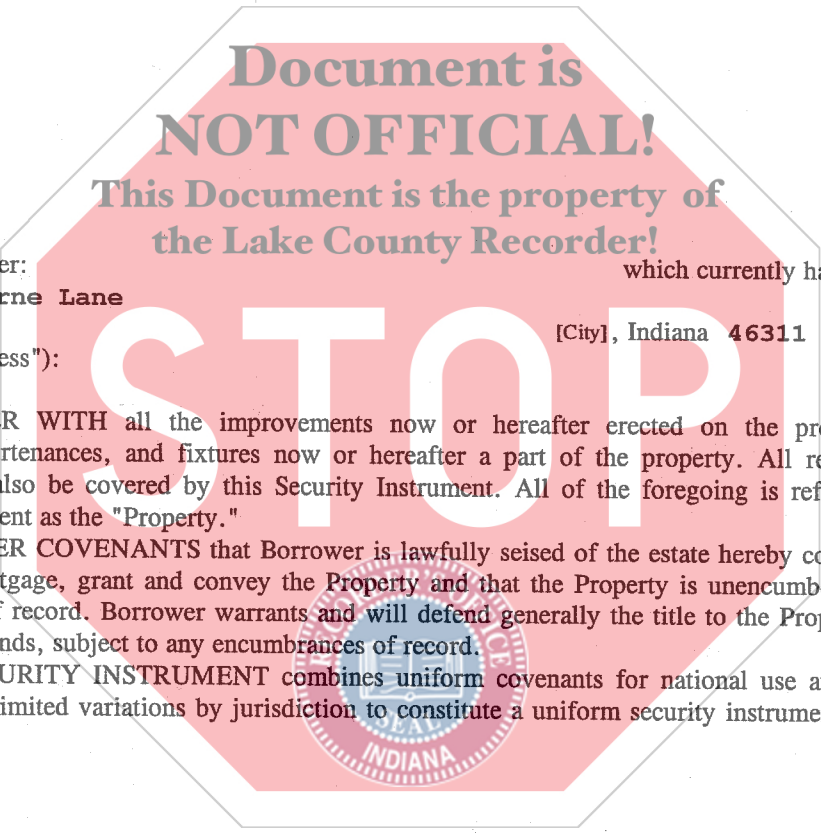 Document is
NOT OFFICIAL!
This Document is the property of
the Lake County Recorder!
er:
which currently ha
rne Lane
[City], Indiana 46311
ess"):
STOP
R WITH all the improvements now or hereafter erected on the pro
rtenances, and fixtures now or hereafter a part of the property. All re
also be covered by this Security Instrument. All of the foregoing is ref
ent as the "Property."
ER COVENANTS that Borrower is lawfully seised of the estate hereby co
tgage, grant and convey the Property and that the Property is unencumb
f record. Borrower warrants and will defend generally the title to the Prop
nds, subject to any encumbrances of record.
URITY INSTRUMENT combines uniform covenants for national use a
imited variations by jurisdiction to constitute a uniform security instrume
RECORDER'S OFFICE
SEAL
INDIANA